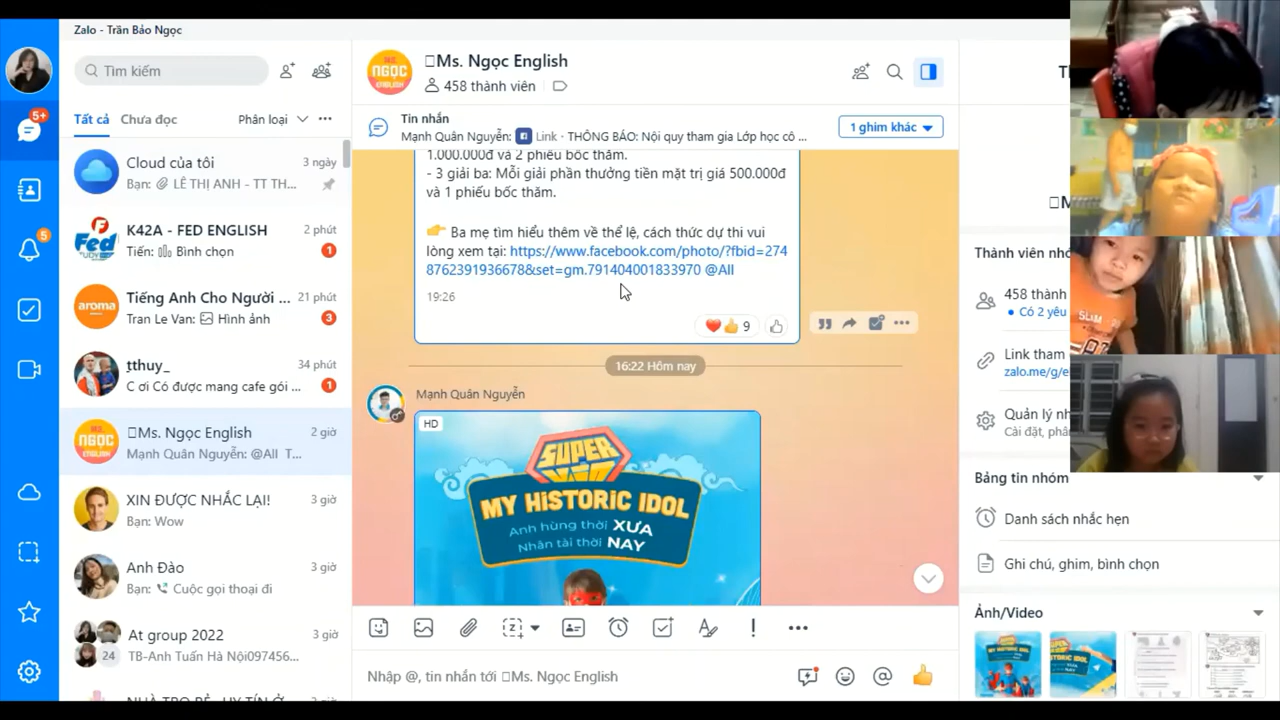 Zalo - Trần Bảo Ngọc
Tìm kiếm
Tất cả
Chưa đọc
Phân loại
5+
5
Cloud của tôi
3 ngày
Bạn: LÊ THỊ ANH - TT TH...
K42A - FED ENGLISH
2 phút
Tiến: Bình chọn
1
Tiếng Anh Cho Người ...
21 phút
Tran Le Van: Hình ảnh
3
aroma
ţthuy_
34 phút
C ơi Có được mang cafe gói ...
1
Ms. Ngọc English
2 giờ
Mạnh Quân Nguyễn: @All T...
XIN ĐƯỢC NHẮC LẠI!
3 giờ
Bạn: Wow
Anh Đào
3 giờ
Bạn: Cuộc gọi thoại đi
At group 2022
3 giờ
TB-Anh Tuấn Hà Nội097456...
24
MS.
NGỌC
ENGLISH
Ms. Ngọc English
458 thành viên
Tin nhắn
Mạnh Quân Nguyễn: Link - THÔNG BÁO: Nội quy tham gia Lớp học có ...
1 ghim khác
1.000.000đ và 2 phiếu bốc thăm.
- 3 giải ba: Mỗi giải phần thưởng tiền mặt trị giá 500.000đ
và 1 phiếu bốc thăm.
Ba mẹ tìm hiểu thêm về thể lệ, cách thức dự thi vui
lòng xem tại: https://www.facebook.com/photo/?fbid=274
8762391936678&set=gm.791404001833970 @All
19:26
9
16:22 Hôm nay
Mạnh Quân Nguyễn
HD
SUPER
MY HISTORIC IDOL
Anh hùng thời XƯA
Nhân tài thời NAY
Nhập @, tin nhắn tới Ms. Ngọc English
Thành viên nhó
458 thành
Có 2 yêu
Link tham
zalo.me/g/e
Quản lý nh
Cài đặt, phâ
Bảng tin nhóm
Danh sách nhắc hẹn
Ghi chú, ghim, bình chọn
Ảnh/Video